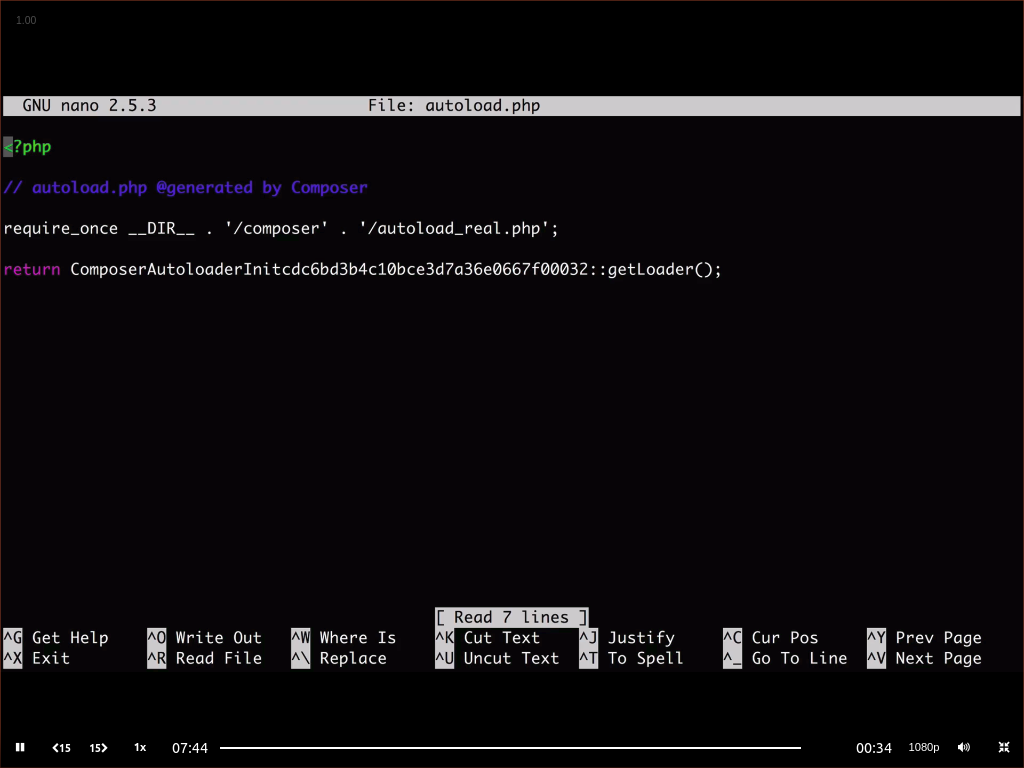 1.00
GNU nano 2.5.3 File: autoload.php
<?php
// autoload.php @generated by Composer
require_once __DIR__ . '/composer' . '/autoload_real.php';
return ComposerAutoloaderInitcdc6bd3b4c10bce3d7a36e0667f00032::getLoader();
[ Read 7 lines ]
^G Get Help ^O Write Out ^W Where Is ^K Cut Text ^J Justify ^C Cur Pos ^Y Prev Page
^X Exit ^R Read File ^\ Replace ^U Uncut Text ^T To Spell ^_ Go To Line ^V Next Page
15 15 1x 07:44 00:34 1080p